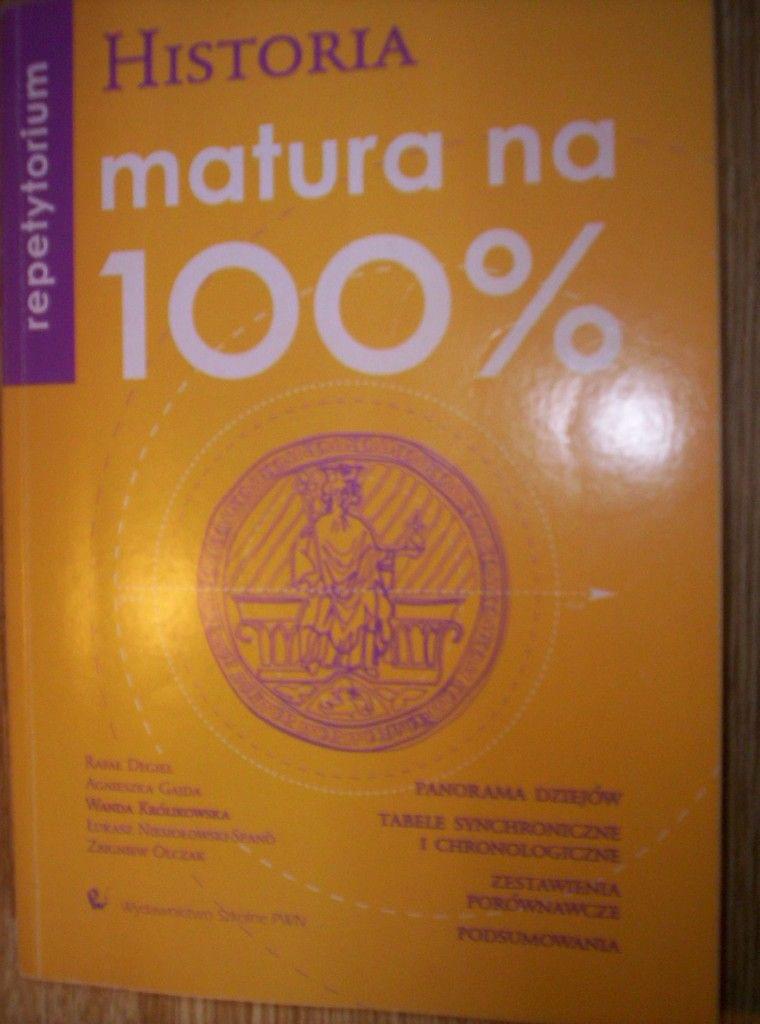 repetytorium
HISTORIA
matura na
100%
RAFAŁ DEGIEL
AGNIESZKA GAJDA
WANDA KRÓLIKOWSKA
ŁUKASZ NIESIOŁOWSKI-SPANÒ
ZBIGNIEW OLCZAK
Wydawnictwo Szkolne PWN
PANORAMA DZIEJÓW
TABELE SYNCHRONICZNE
I CHRONOLOGICZNE
ZESTAWIENIA
PORÓWNAWCZE
PODSUMOWANIA